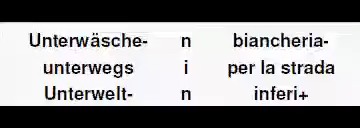 Unterwäsche- n biancheria-
unterwegs i per la strada
Unterwelt- n inferi+